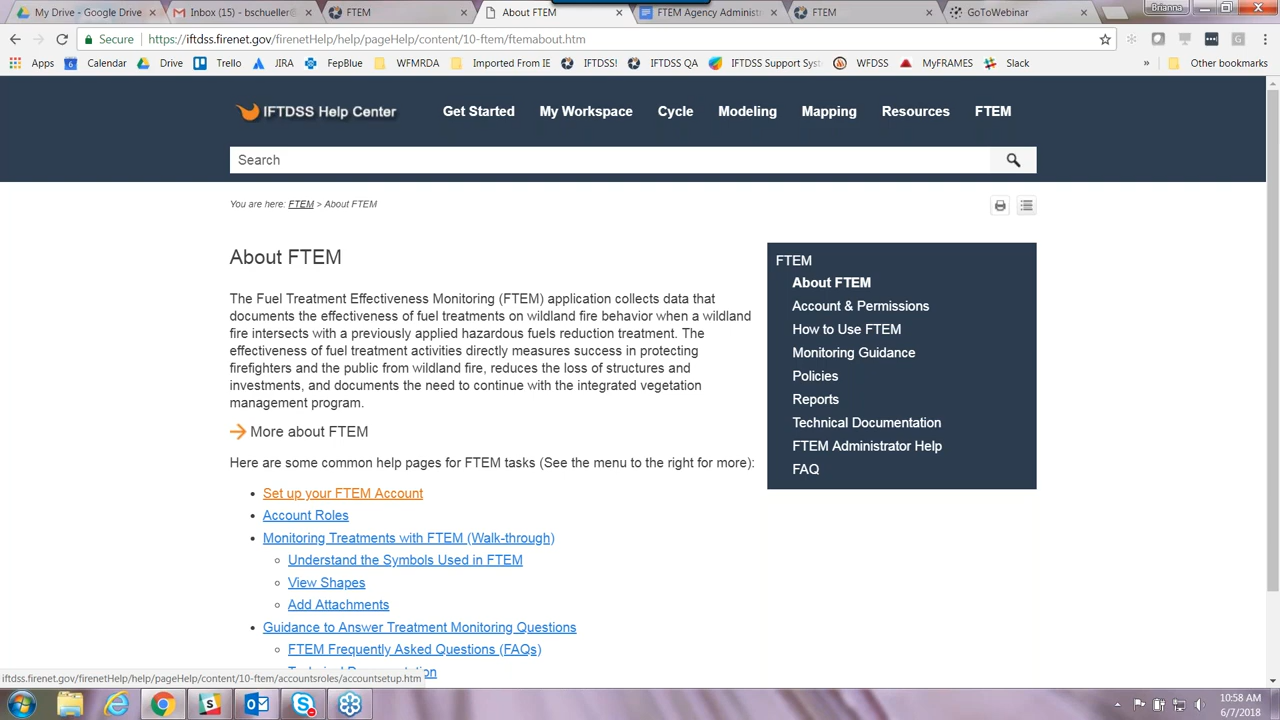 My Drive - Google Drive
Inbox (15) - bschueller@
FTEM
About FTEM
FTEM Agency Administ
FTEM
GoToWebinar
Brianna
Secure
https://iftdss.firenet.gov/firenetHelp/help/pageHelp/content/10-ftem/ftemabout.htm
Apps
Calendar
Drive
Trello
JIRA
FepBlue
WFMRDA
Imported From IE
IFTDSS!
IFTDSS QA
IFTDSS Support Syst
WFDSS
MyFRAMES
Slack
»
Other bookmarks
IFTDSS Help Center
Get Started
My Workspace
Cycle
Modeling
Mapping
Resources
FTEM
Search
You are here: FTEM > About FTEM
About FTEM
The Fuel Treatment Effectiveness Monitoring (FTEM) application collects data that
documents the effectiveness of fuel treatments on wildland fire behavior when a wildland
fire intersects with a previously applied hazardous fuels reduction treatment. The
effectiveness of fuel treatment activities directly measures success in protecting
firefighters and the public from wildland fire, reduces the loss of structures and
investments, and documents the need to continue with the integrated vegetation
management program.
More about FTEM
Here are some common help pages for FTEM tasks (See the menu to the right for more):
• Set up your FTEM Account
• Account Roles
• Monitoring Treatments with FTEM (Walk-through)
◦ Understand the Symbols Used in FTEM
◦ View Shapes
◦ Add Attachments
• Guidance to Answer Treatment Monitoring Questions
◦ FTEM Frequently Asked Questions (FAQs)
Technical Documentation
FTEM
About FTEM
Account & Permissions
How to Use FTEM
Monitoring Guidance
Policies
Reports
Technical Documentation
FTEM Administrator Help
FAQ
iftdss.firenet.gov/firenetHelp/help/pageHelp/content/10-ftem/accountsroles/accountsetup.htm
10:58 AM
6/7/2018